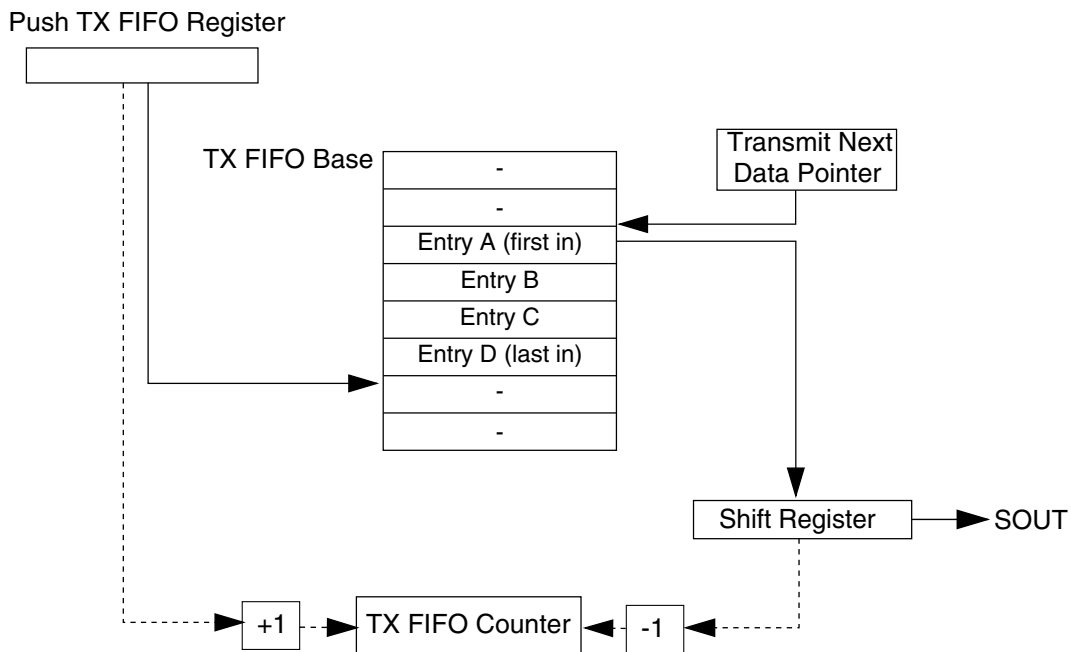 Push TX FIFO Register
TX FIFO Base
-
-
Entry A (first in)
Entry B
Entry C
Entry D (last in)
-
-
Transmit Next
Data Pointer
Shift Register
SOUT
+1
TX FIFO Counter
-1